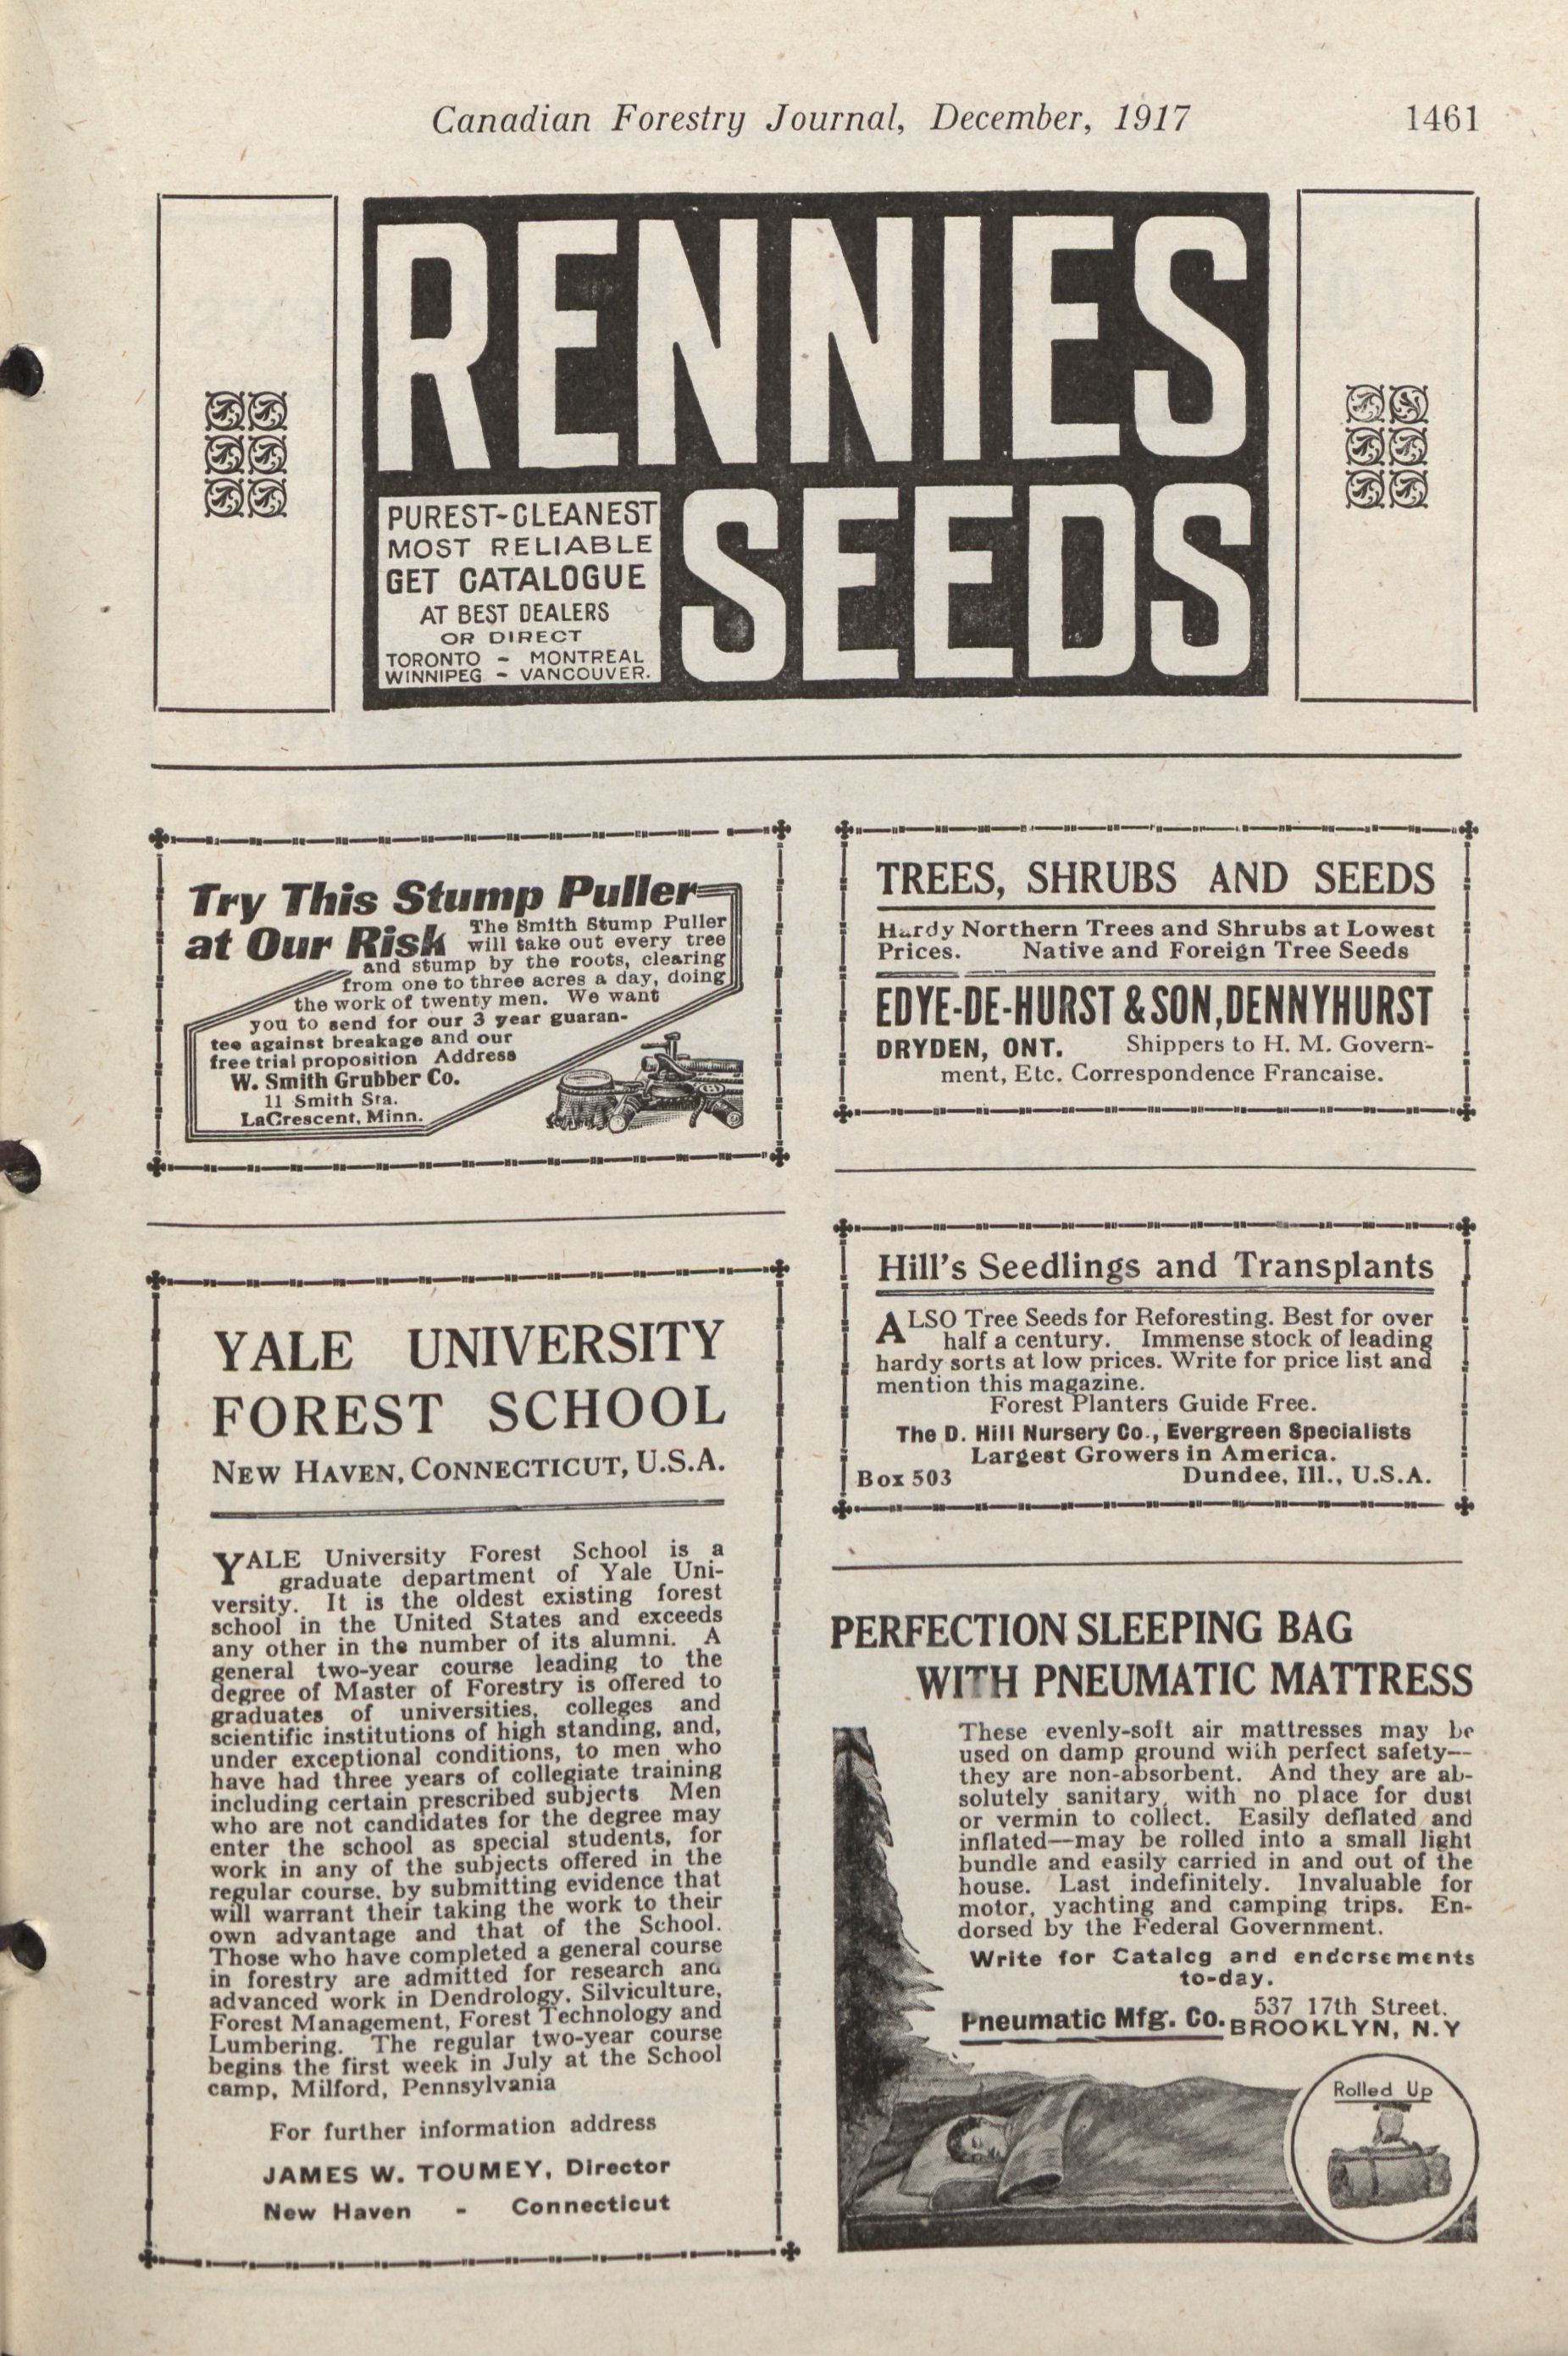 Canadian Forestry Journal, December, 1917 1461
RENNIES
SEEDS
PUREST-CLEANEST
MOST RELIABLE
GET CATALOGUE
AT BEST DEALERS
OR DIRECT
TORONTO - MONTREAL
WINNIPEG - VANCOUVER.
Try This Stump Puller
at Our Risk
The Smith Stump Puller
will take out every tree
and stump by the roots, clearing
from one to three acres a day, doing
the work of twenty men. We want
you to send for our 3 year guaran-
tee against breakage and our
free trial proposition Address
W. Smith Grubber Co.
11 Smith Sta.
LaCrescent, Minn.
YALE UNIVERSITY
FOREST SCHOOL
NEW HAVEN, CONNECTICUT, U.S.A.
YALE University Forest School is a
graduate department of Yale Uni-
versity. It is the oldest existing forest
school in the United States and exceeds
any other in the number of its alumni. A
general two-year course leading to the
degree of Master of Forestry is offered to
graduates of universities, colleges and
scientific institutions of high standing, and,
under exceptional conditions, to men who
have had three years of collegiate training
including certain prescribed subjects Men
who are not candidates for the degree may
enter the school as special students, for
work in any of the subjects offered in the
regular course, by submitting evidence that
will warrant their taking the work to their
own advantage and that of the School.
Those who have completed a general course
in forestry are admitted for research and
advanced work in Dendrology, Silviculture,
Forest Management, Forest Technology and
Lumbering. The regular two-year course
begins the first week in July at the School
camp, Milford, Pennsylvania
For further information address
JAMES W. TOUMEY, Director
New Haven - Connecticut
TREES, SHRUBS AND SEEDS
Hardy Northern Trees and Shrubs at Lowest
Prices. Native and Foreign Tree Seeds
EDYE-DE-HURST & SON, DENNYHURST
DRYDEN, ONT. Shippers to H. M. Govern-
ment, Etc. Correspondence Francaise.
Hill's Seedlings and Transplants
ALSO Tree Seeds for Reforesting. Best for over
half a century. Immense stock of leading
hardy sorts at low prices. Write for price list and
mention this magazine.
Forest Planters Guide Free.
The D. Hill Nursery Co., Evergreen Specialists
Largest Growers in America.
Box 503 Dundee, Ill., U.S.A.
PERFECTION SLEEPING BAG
WITH PNEUMATIC MATTRESS
These evenly-soft air mattresses may be
used on damp ground with perfect safety--
they are non-absorbent. And they are ab-
solutely sanitary, with no place for dust
or vermin to collect. Easily deflated and
inflated—may be rolled into a small light
bundle and easily carried in and out of the
house. Last indefinitely. Invaluable for
motor, yachting and camping trips. En-
dorsed by the Federal Government.
Write for Catalog and endorsements
to-day.
Pneumatic Mfg. Co. 537 17th Street.
BROOKLYN, N.Y
Rolled Up